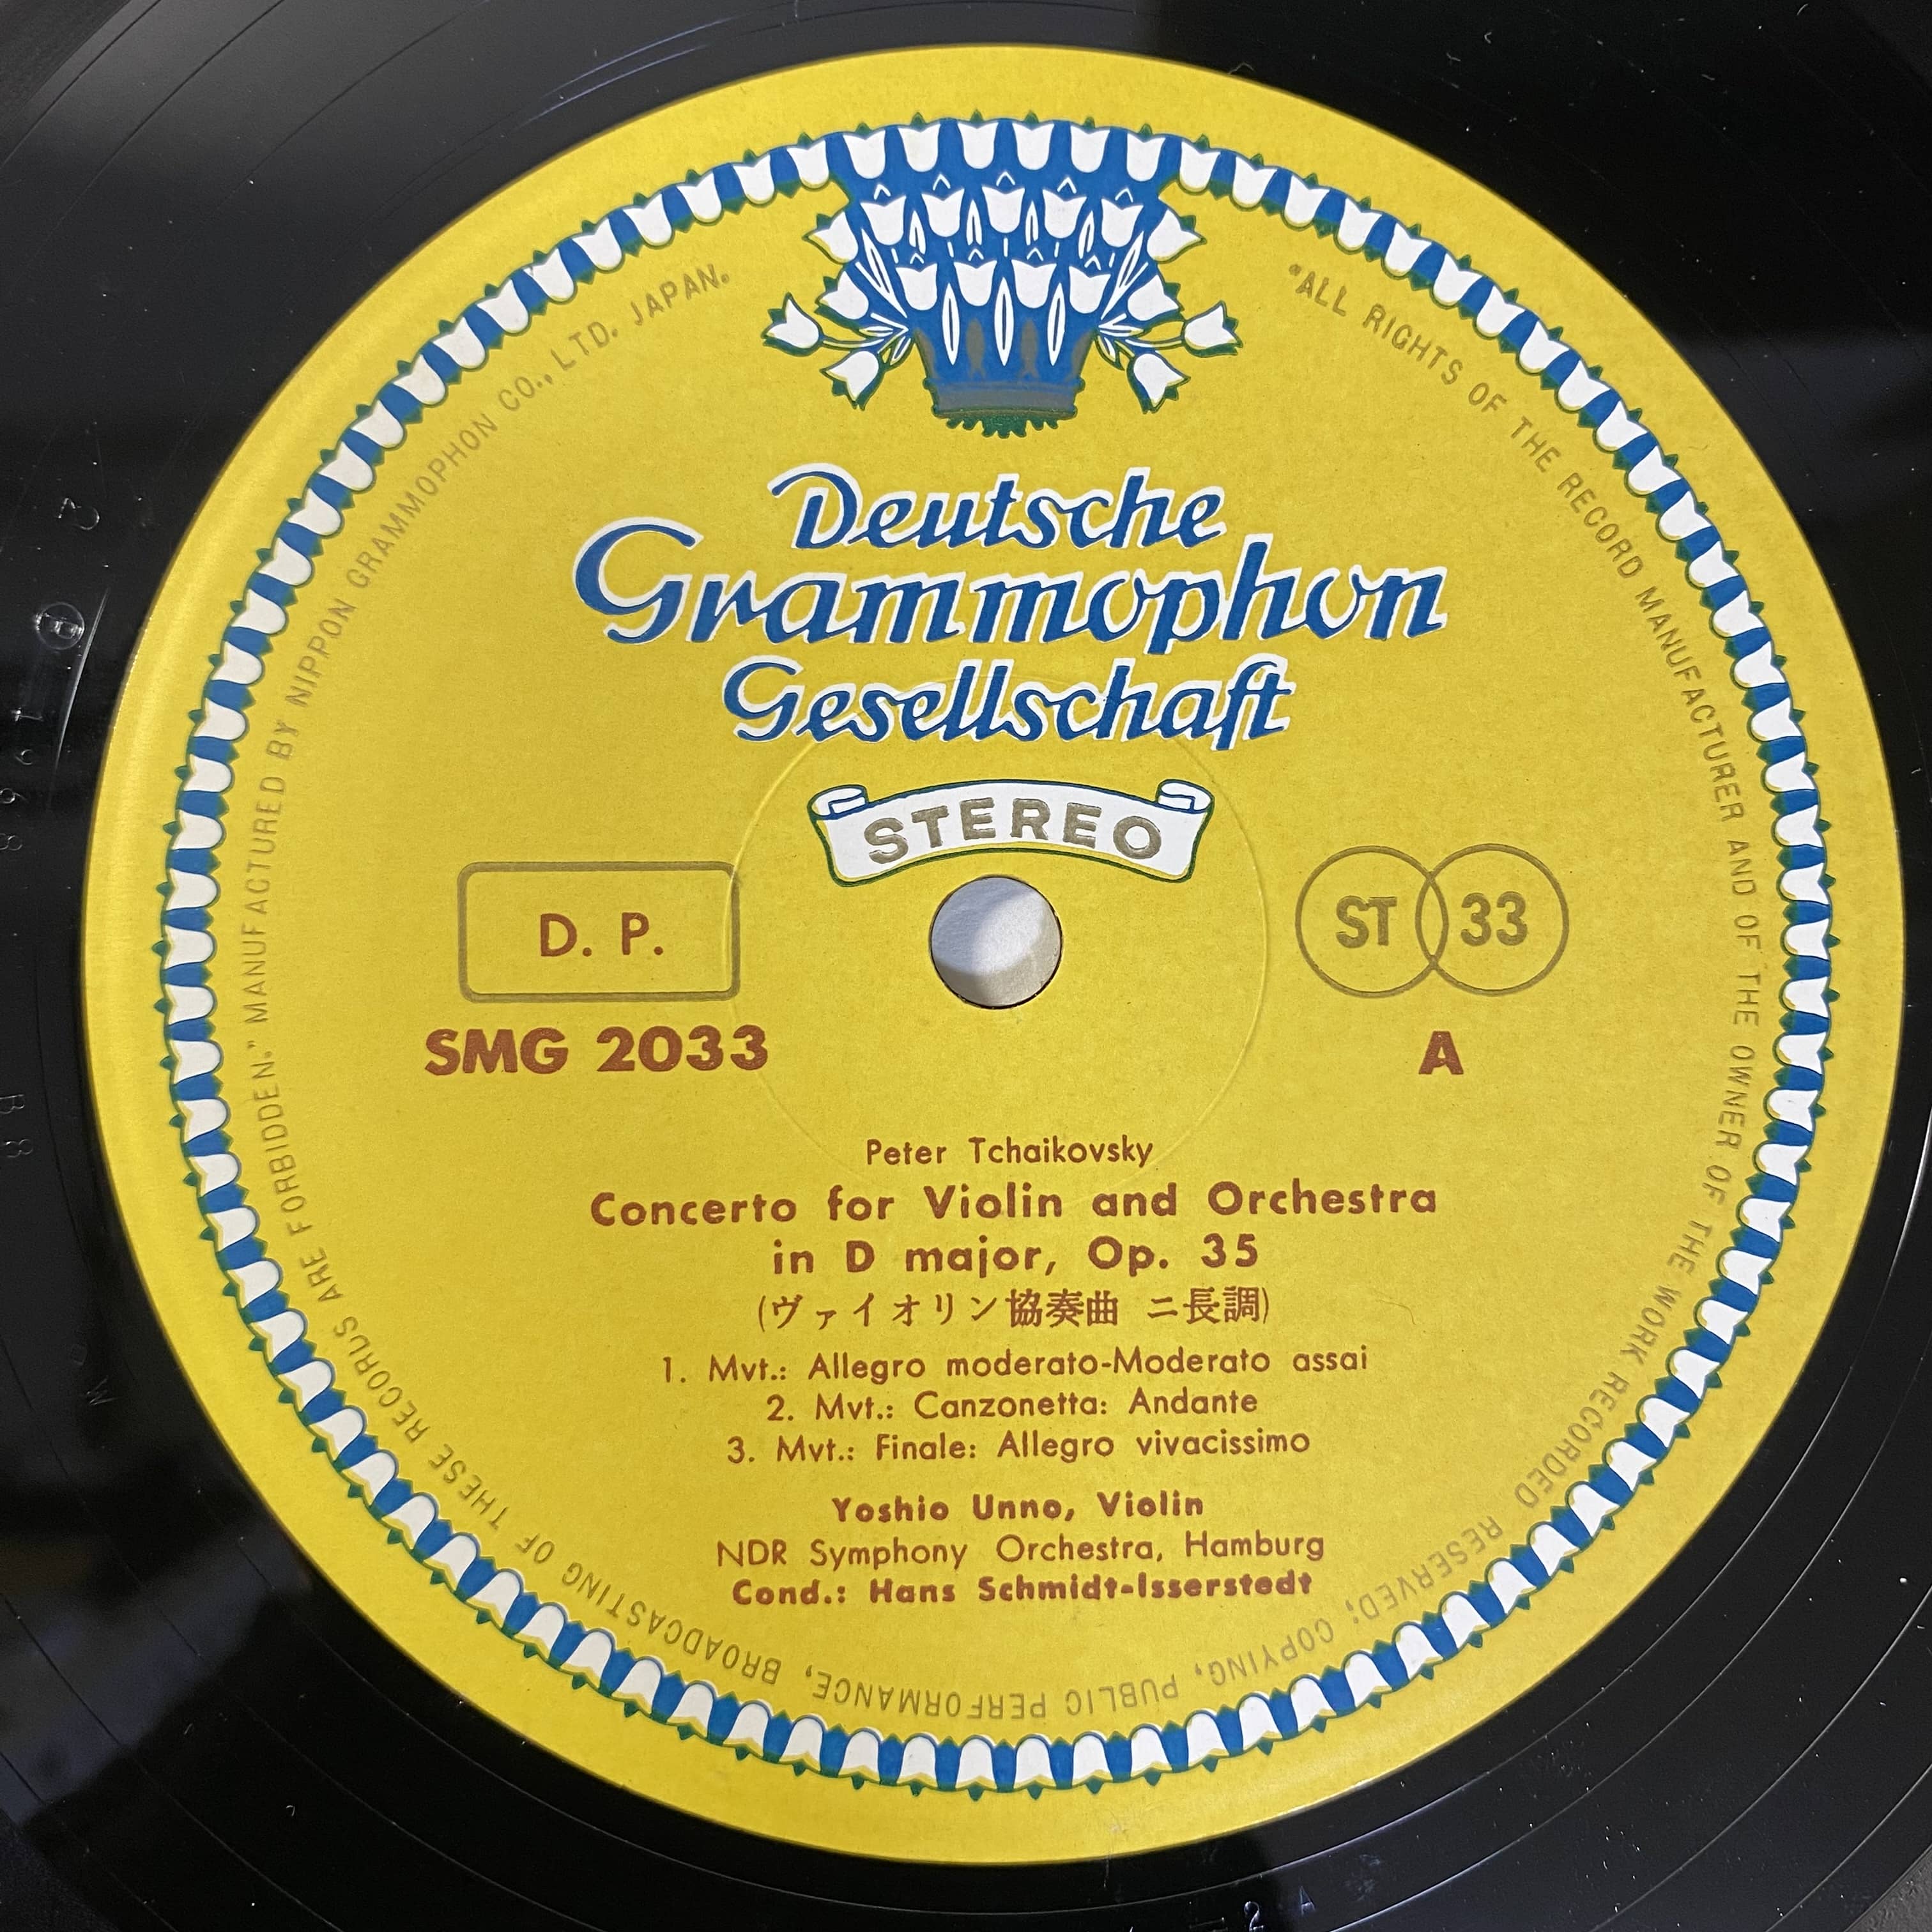 Deutsche
Grammophon
Gesellschaft
STEREO
D. P.
ST 33
SMG 2033
A
Peter Tchaikovsky
Concerto for Violin and Orchestra
in D major, Op. 35
(ヴァイオリン協奏曲 ニ長調)
1. Mvt.: Allegro moderato-Moderato assai
2. Mvt.: Canzonetta: Andante
3. Mvt.: Finale: Allegro vivacissimo
Yoshio Unno, Violin
NDR Symphony Orchestra, Hamburg
Cond.: Hans Schmidt-Isserstedt
"ALL RIGHTS OF THE RECORD MANUFACTURER AND OF THE OWNER OF THE WORK RECORDED RESERVED; COPYING, PUBLIC PERFORMANCE, BROADCASTING OF THESE RECORDS ARE FORBIDDEN." MANUFACTURED BY NIPPON GRAMMOPHON CO., LTD. JAPAN.